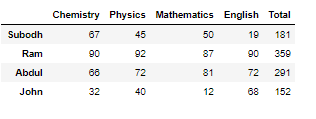 Chemistry Physics Mathematics English Total
Subodh 67 45 50 19 181
Ram 90 92 87 90 359
Abdul 66 72 81 72 291
John 32 40 12 68 152